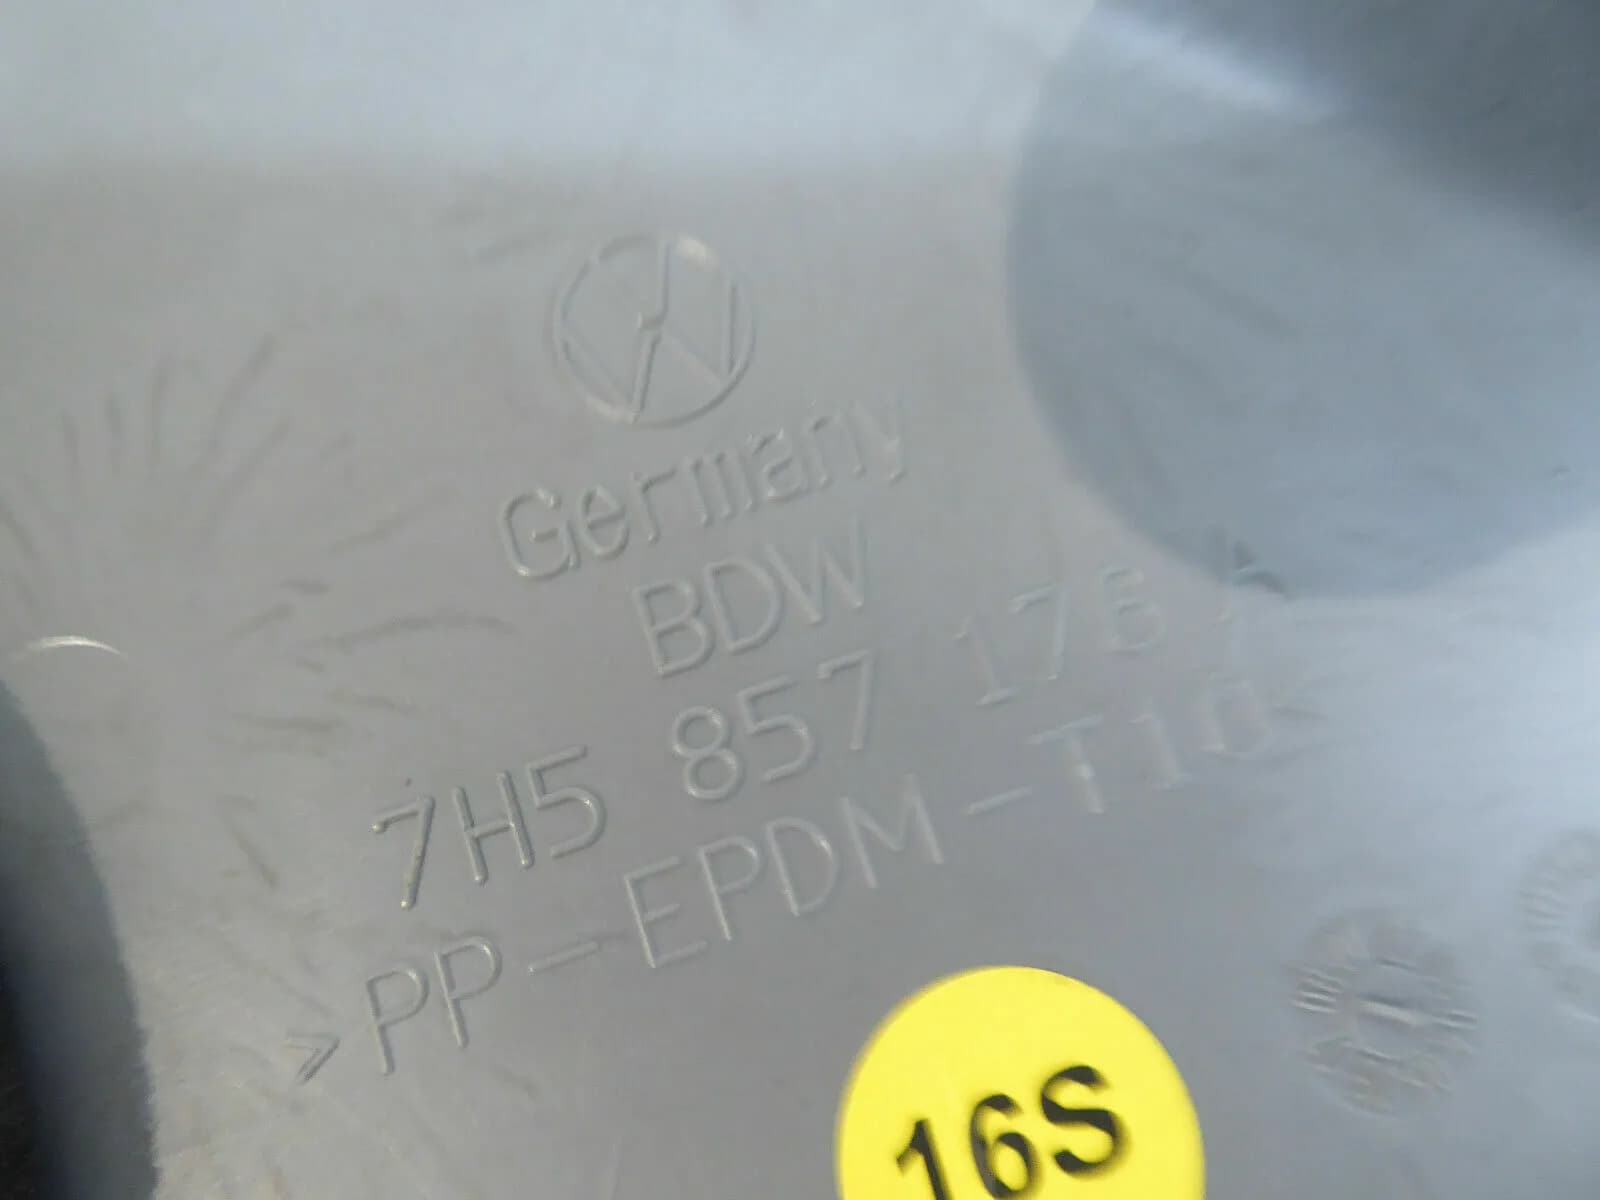 Germany
BDW
7H5 857 176 A
>PP-EPDM-T10<
16S